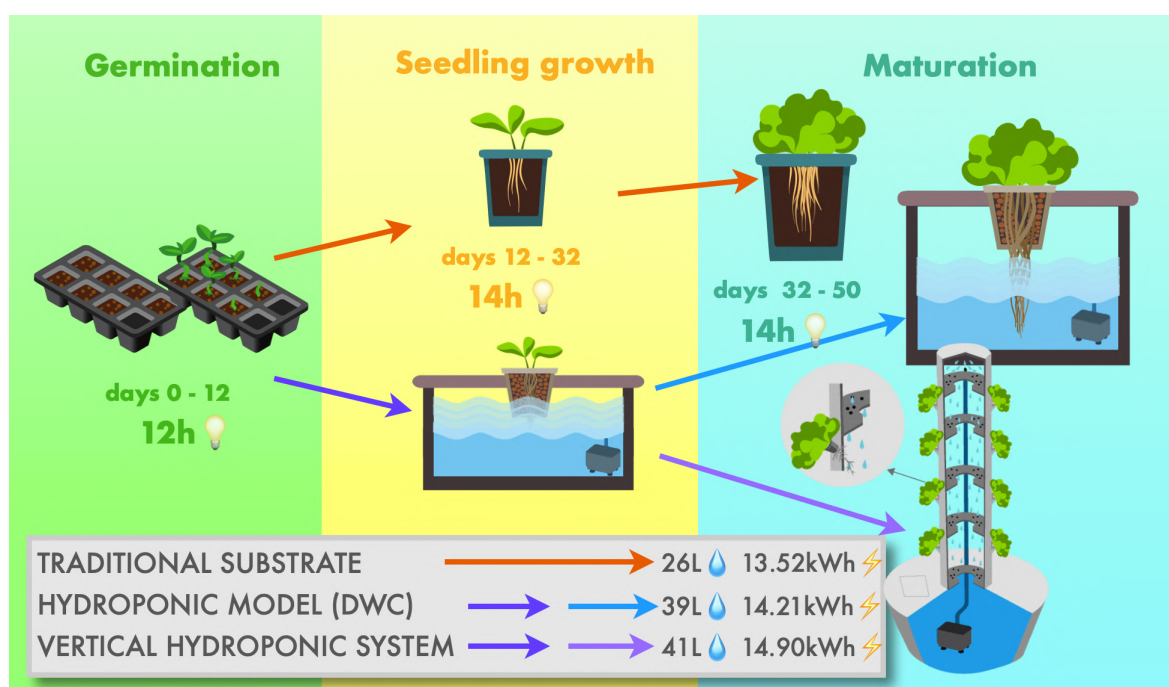 Germination
Seedling growth
Maturation
days 12 - 32
14h
days 32 - 50
14h
days 0 - 12
12h
TRADITIONAL SUBSTRATE 26L 13.52kWh
HYDROPONIC MODEL (DWC) 39L 14.21kWh
VERTICAL HYDROPONIC SYSTEM 41L 14.90kWh